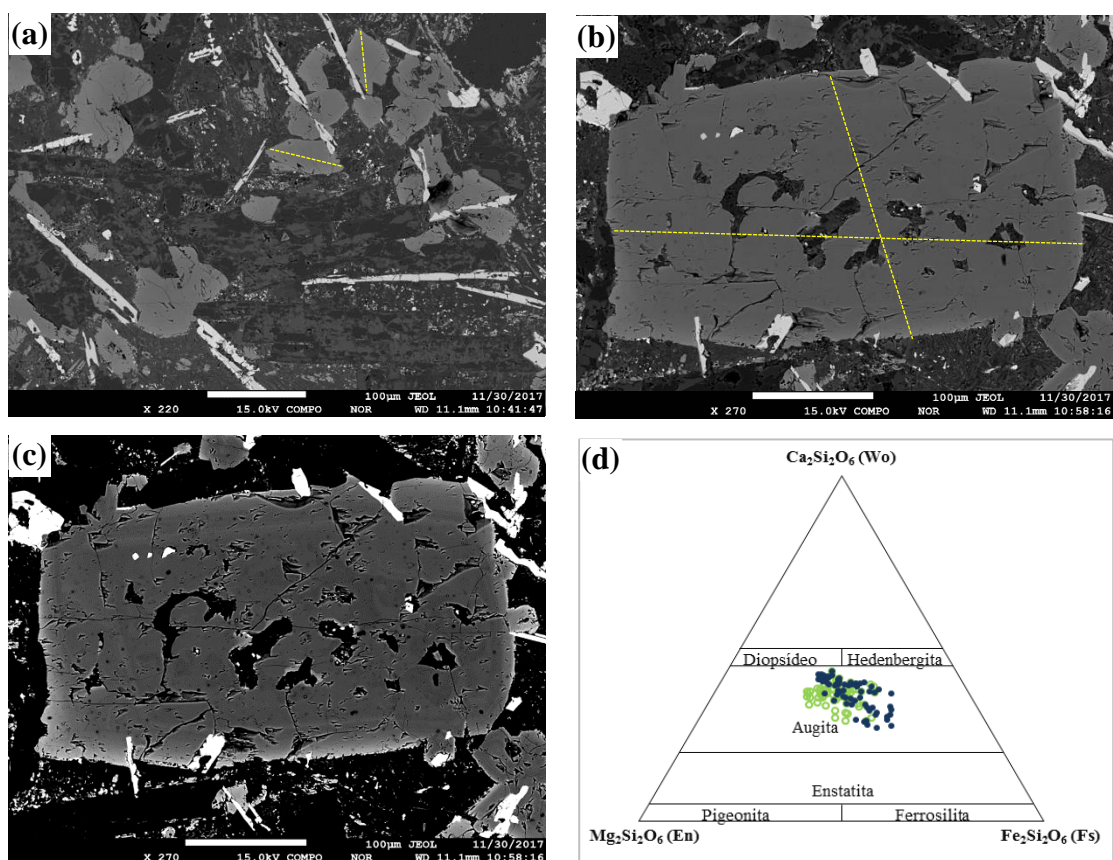 (a)
100µm JEOL 11/30/2017
X 220 15.0kV COMPO NOR WD 11.1mm 10:41:47
(b)
100µm JEOL 11/30/2017
X 270 15.0kV COMPO NOR WD 11.1mm 10:58:16
(c)
100µm JEOL 11/30/2017
X 270 15.0kV COMPO NOR WD 11.1mm 10:58:16
(d)
Ca₂Si₂O₆ (Wo)
Diopsídeo Hedenbergita
Augita
Enstatita
Pigeonita Ferrosilita
Mg₂Si₂O₆ (En) Fe₂Si₂O₆ (Fs)